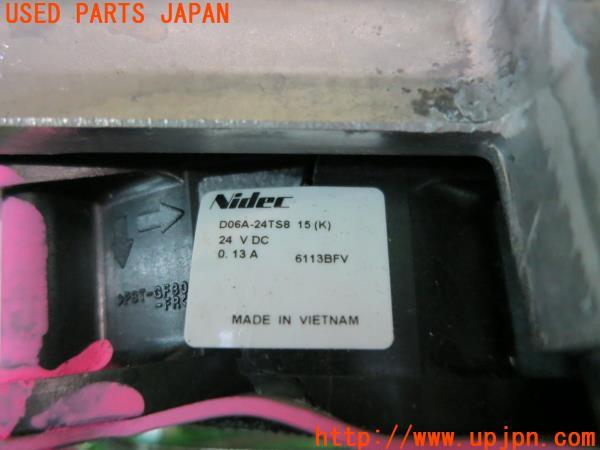 USED PARTS JAPAN
Nidec
D06A-24TS8 15 (K)
24 V DC
0. 13 A 6113BFV
MADE IN VIETNAM
http://www.upjpn.com